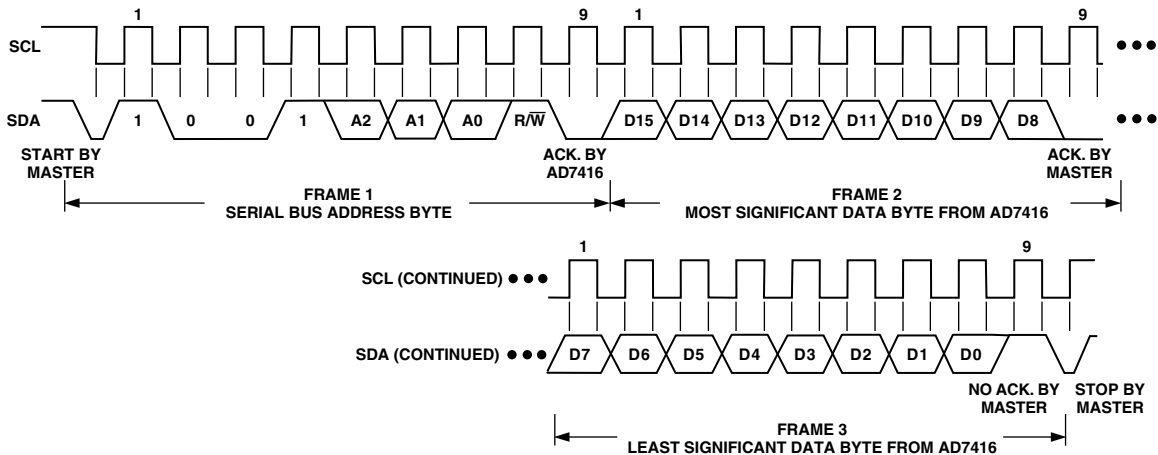 1 9 1 9
SCL
SDA 1 0 0 1 A2 A1 A0 R/W̅ D15 D14 D13 D12 D11 D10 D9 D8
START BY
MASTER
ACK. BY
AD7416
ACK. BY
MASTER
FRAME 1
SERIAL BUS ADDRESS BYTE
FRAME 2
MOST SIGNIFICANT DATA BYTE FROM AD7416
1 9
SCL (CONTINUED)
SDA (CONTINUED) D7 D6 D5 D4 D3 D2 D1 D0
NO ACK. BY
MASTER
STOP BY
MASTER
FRAME 3
LEAST SIGNIFICANT DATA BYTE FROM AD7416